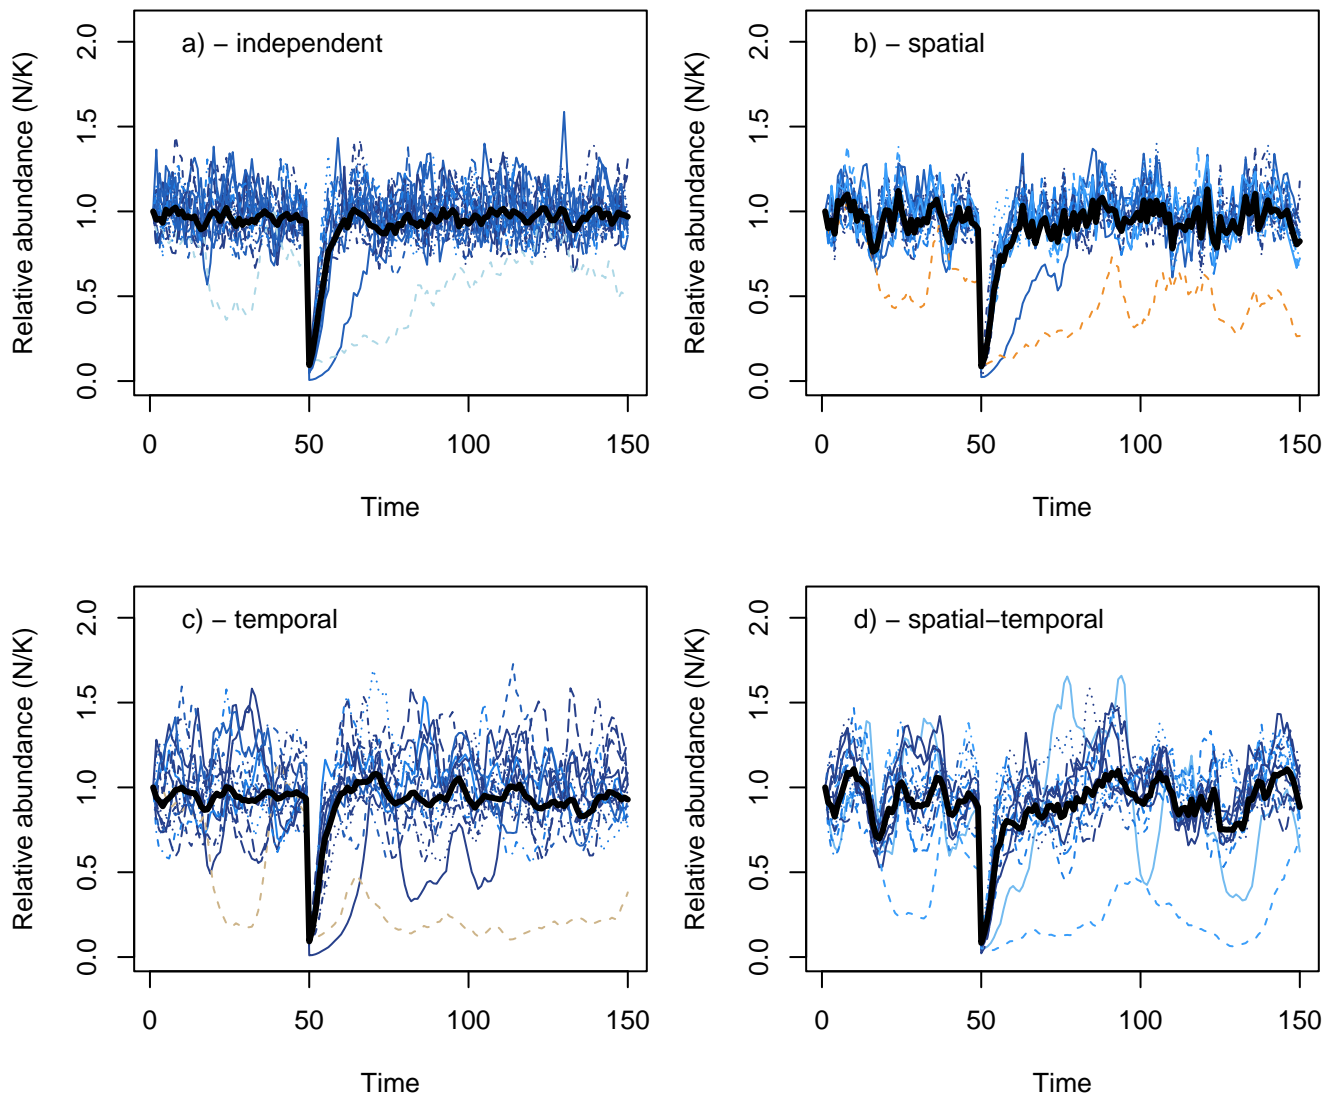 a) − independent
Relative abundance (N/K)
2.0
1.5
1.0
0.5
0.0
0 50 100 150
Time
b) − spatial
Relative abundance (N/K)
2.0
1.5
1.0
0.5
0.0
0 50 100 150
Time
c) − temporal
Relative abundance (N/K)
2.0
1.5
1.0
0.5
0.0
0 50 100 150
Time
d) − spatial−temporal
Relative abundance (N/K)
2.0
1.5
1.0
0.5
0.0
0 50 100 150
Time